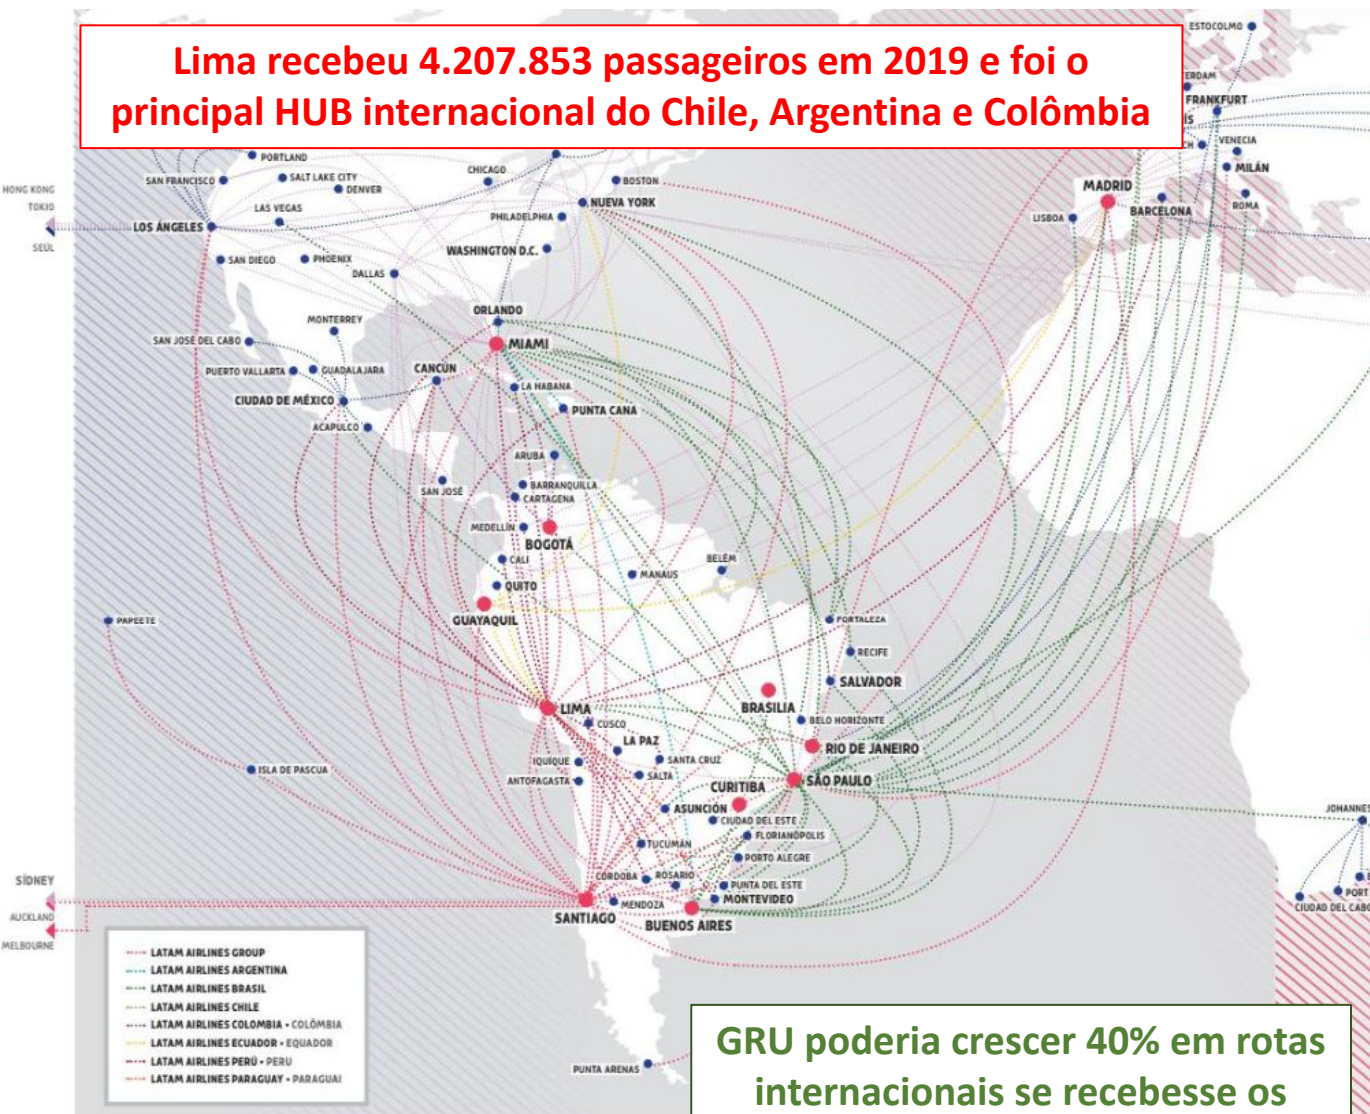 Lima recebeu 4.207.853 passageiros em 2019 e foi o
principal HUB internacional do Chile, Argentina e Colômbia
ESTOCOLMO
FRANKFURT
VENECIA
MILÁN
ROMA
MADRID
BARCELONA
LISBOA
PORTLAND
SAN FRANCISCO
SALT LAKE CITY
DENVER
CHICAGO
BOSTON
NUEVA YORK
HONG KONG
TOKIO
SEÚL
LOS ÁNGELES
LAS VEGAS
PHILADELPHIA
WASHINGTON D.C.
SAN DIEGO
PHOENIX
DALLAS
ORLANDO
MONTERREY
MIAMI
SAN JOSÉ DEL CABO
PUERTO VALLARTA
GUADALAJARA
CANCÚN
LA HABANA
CIUDAD DE MÉXICO
PUNTA CANA
ACAPULCO
ARUBA
SAN JOSÉ
BARRANQUILLA
CARTAGENA
MEDELLÍN
BOGOTÁ
CALI
BELÉM
MANAUS
QUITO
GUAYAQUIL
PAPEETE
FORTALEZA
RECIFE
SALVADOR
BRASILIA
LIMA
CUSCO
BELO HORIZONTE
LA PAZ
RIO DE JANEIRO
IQUIQUE
SANTA CRUZ
ISLA DE PASCUA
ANTOFAGASTA
SALTA
SÃO PAULO
CURITIBA
ASUNCIÓN
CIUDAD DEL ESTE
JOHANNES
FLORIANÓPOLIS
TUCUMÁN
PORTO ALEGRE
CÓRDOBA
ROSARIO
PUNTA DEL ESTE
MONTEVIDEO
MENDOZA
SANTIAGO
BUENOS AIRES
PORT
CIUDAD DEL CABO
SÍDNEY
AUCKLAND
MELBOURNE
LATAM AIRLINES GROUP
LATAM AIRLINES ARGENTINA
LATAM AIRLINES BRASIL
LATAM AIRLINES CHILE
LATAM AIRLINES COLOMBIA • COLÔMBIA
LATAM AIRLINES ECUADOR • EQUADOR
LATAM AIRLINES PERÚ • PERU
LATAM AIRLINES PARAGUAY • PARAGUAI
PUNTA ARENAS
GRU poderia crescer 40% em rotas
internacionais se recebesse os